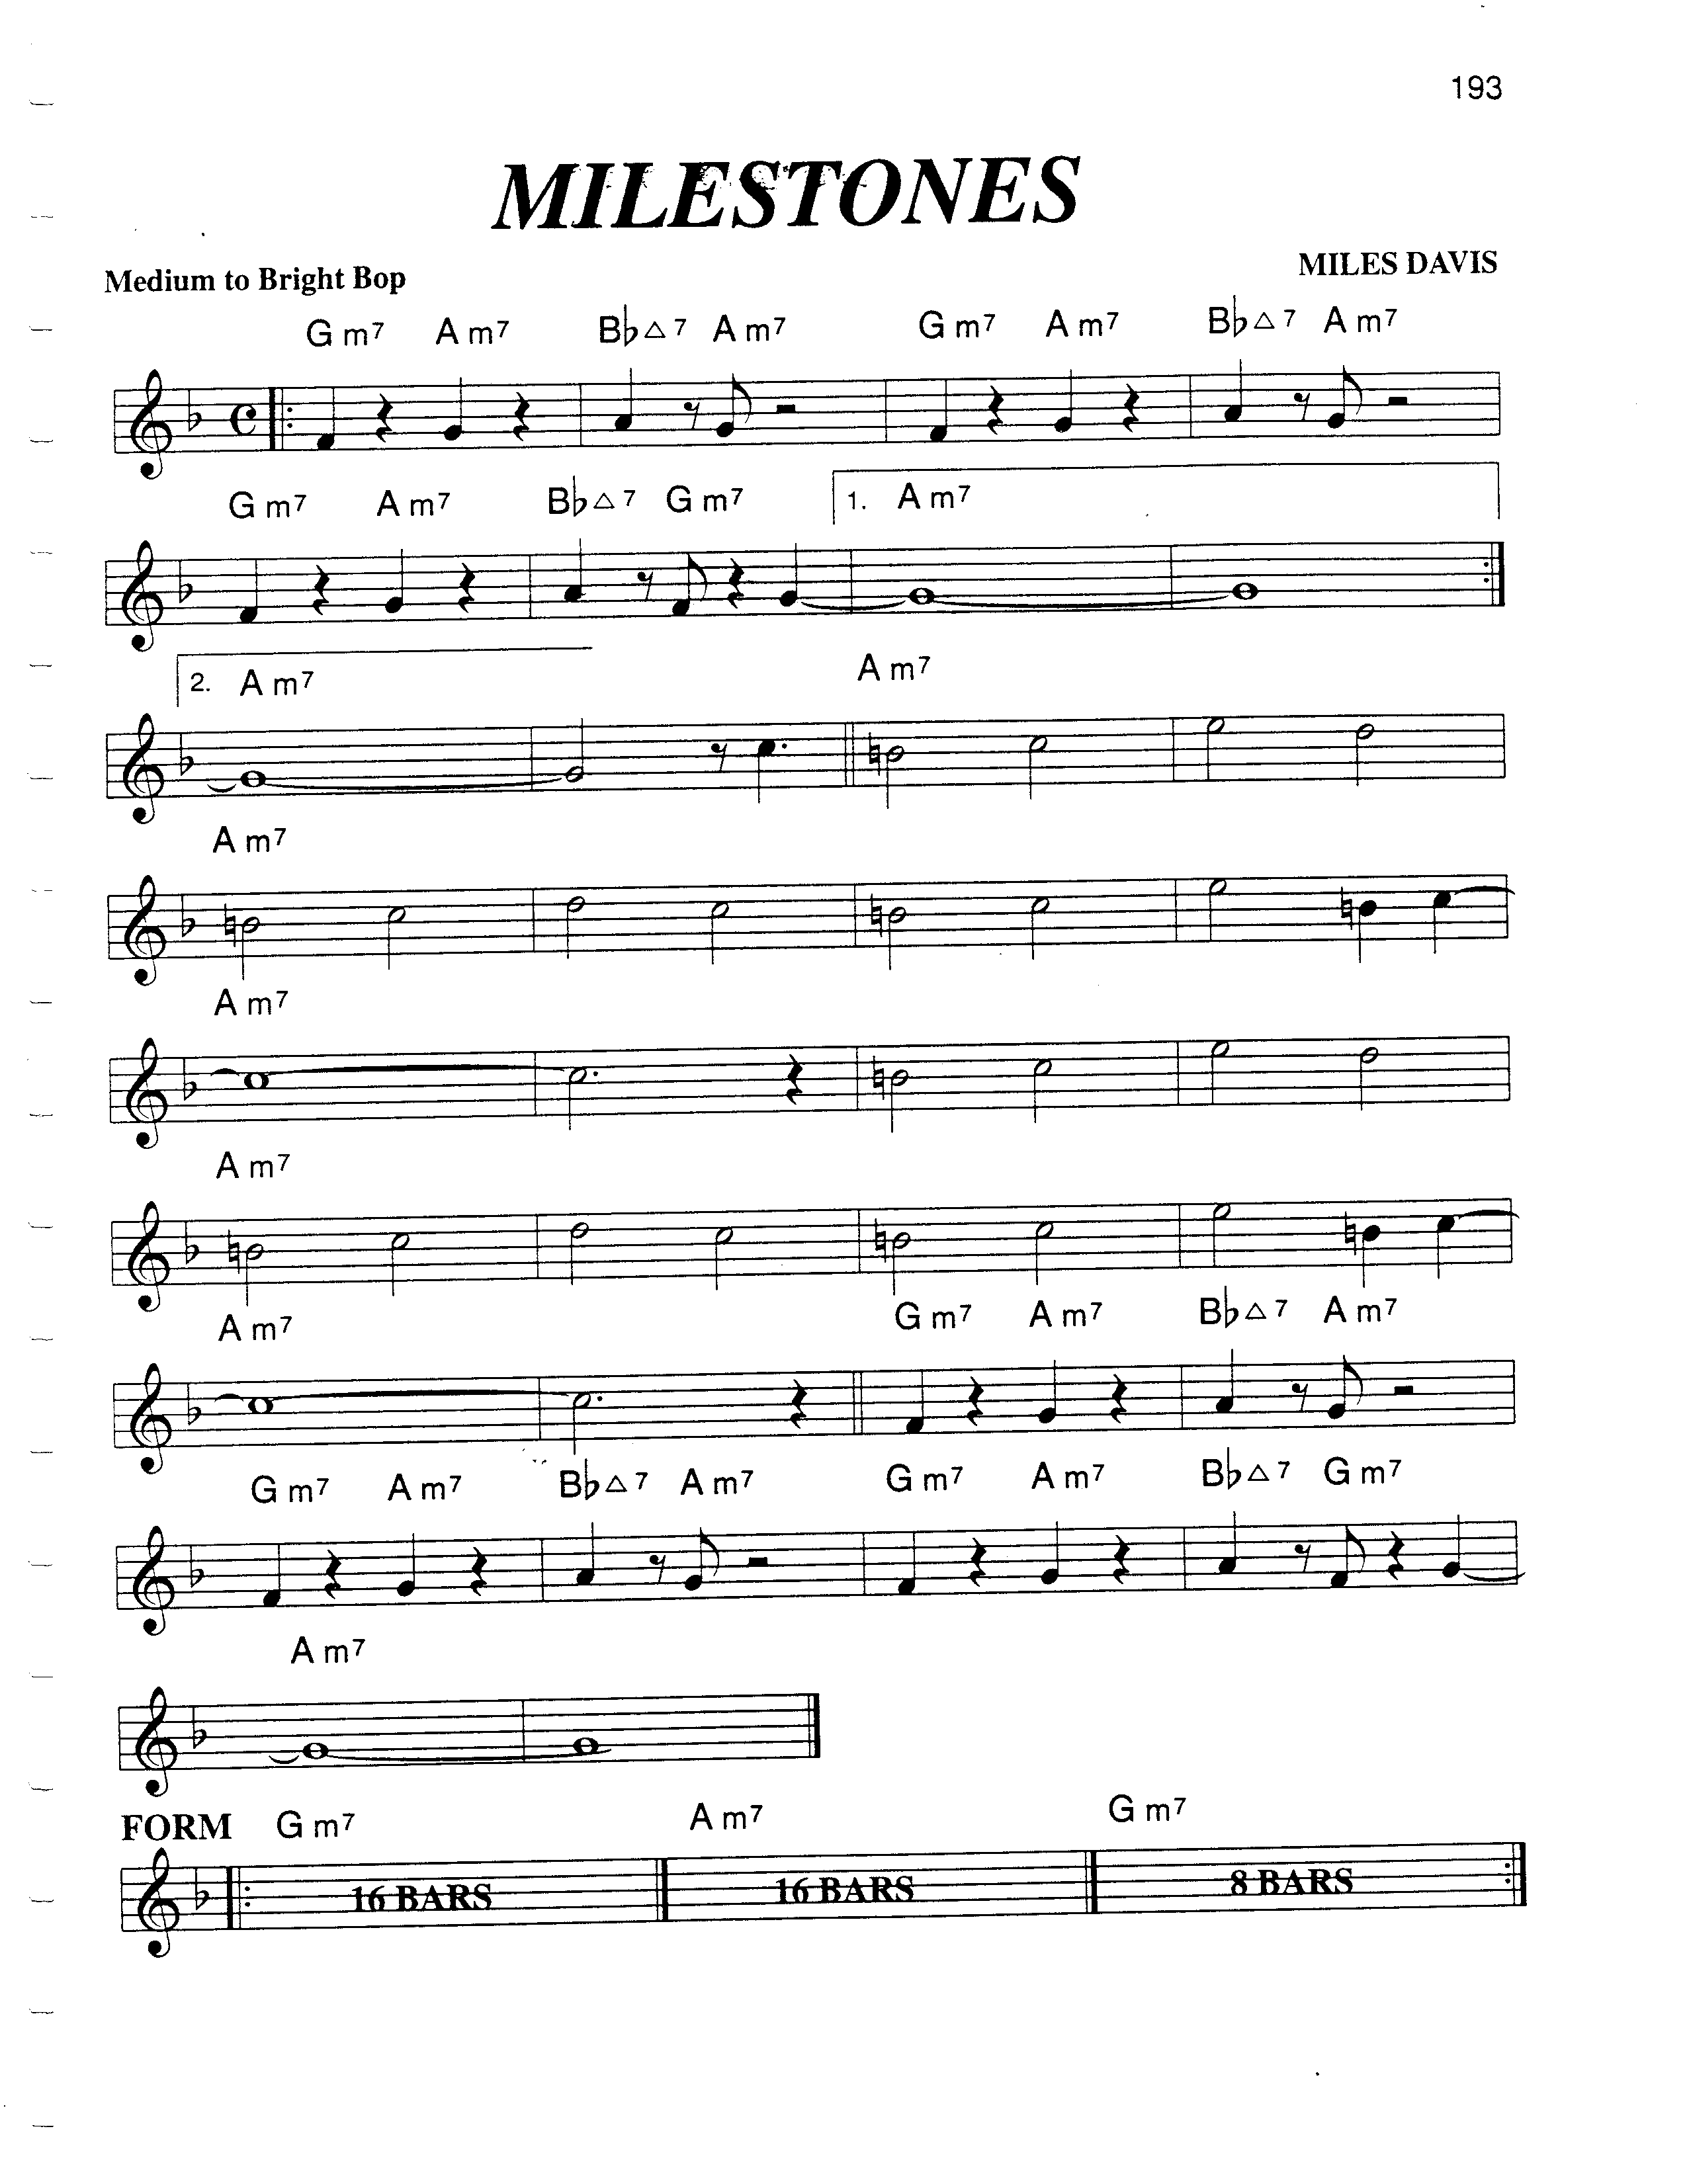 193
MILESTONES
Medium to Bright Bop
MILES DAVIS
G m7 A m7 B♭△7 A m7 G m7 A m7 B♭△7 A m7
G m7 A m7 B♭△7 G m7 1. A m7
2. A m7 A m7
A m7
A m7
A m7
A m7 G m7 A m7 B♭△7 A m7
G m7 A m7 B♭△7 A m7 G m7 A m7 B♭△7 G m7
A m7
FORM G m7 A m7 G m7
16 BARS 16 BARS 8 BARS